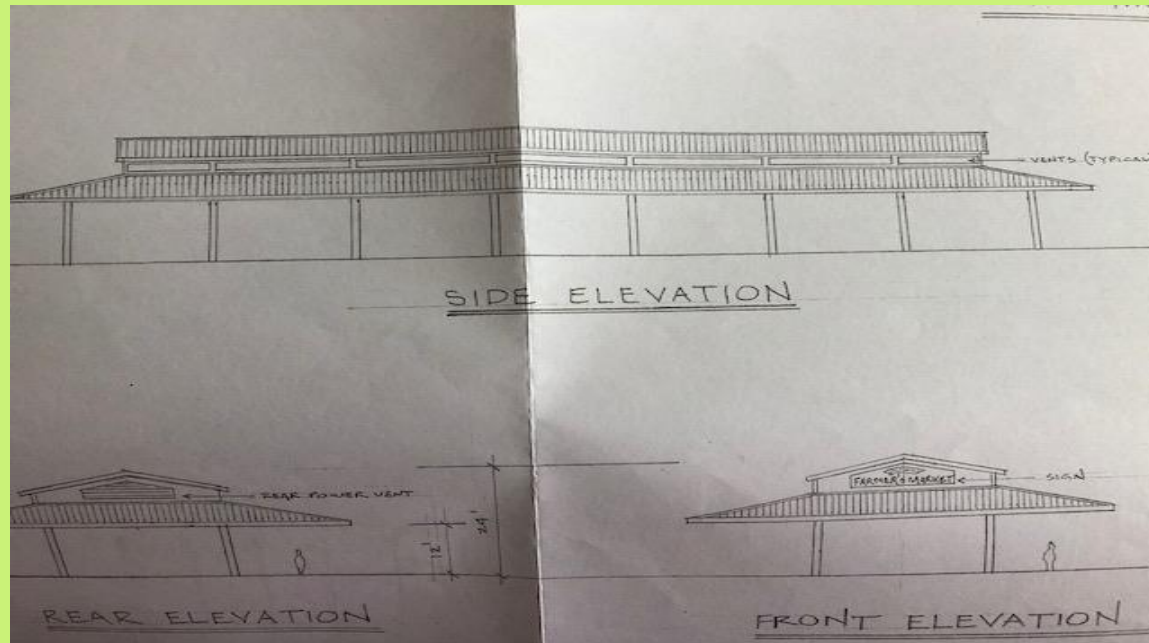 VENTS (TYPICAL)
SIDE ELEVATION
REAR POWER VENT
12'
24'
FARMER'S MARKET
SIGN
REAR ELEVATION
FRONT ELEVATION